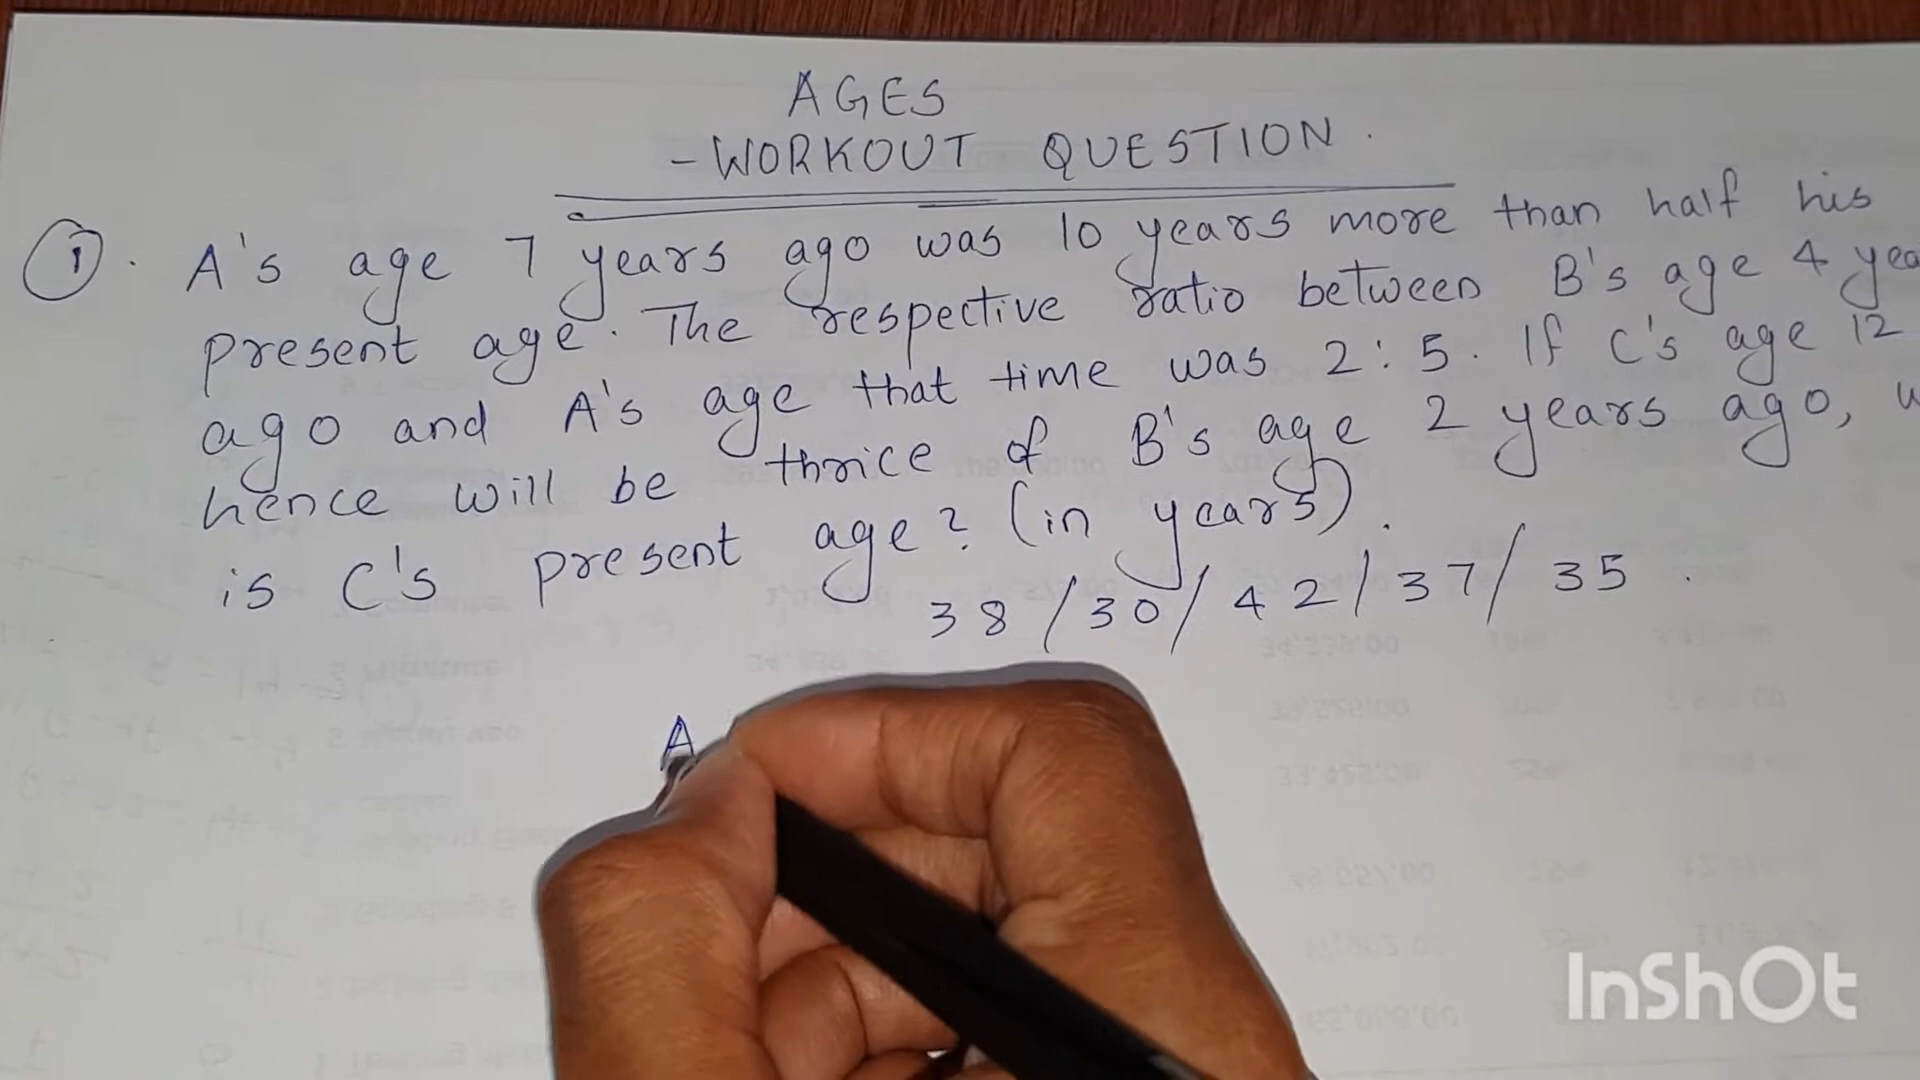 AGES
- WORKOUT QUESTION.
1. A's age 7 years ago was 10 years more than half his
present age. The respective ratio between B's age 4
ago and A's age that time was 2:5. If C's age 12
hence will be thrice of B's age 2 years ago,
is C's present age? (in years).
38/30/42/37/35.
A
InShOt